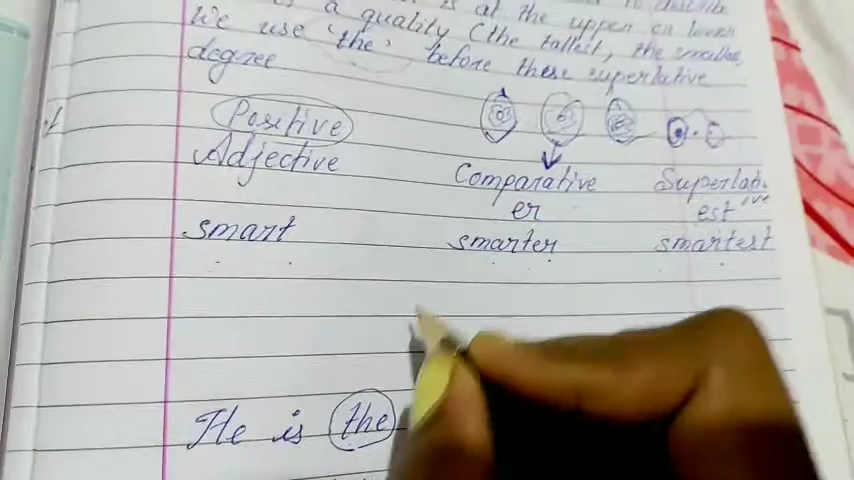 is at the upper or lower
a quality (the tallest, the smallest,
We use 'the' before these superlative
degree
Positive
Adjective Comparative Superlative
er est
smart smarter smartest
He is the